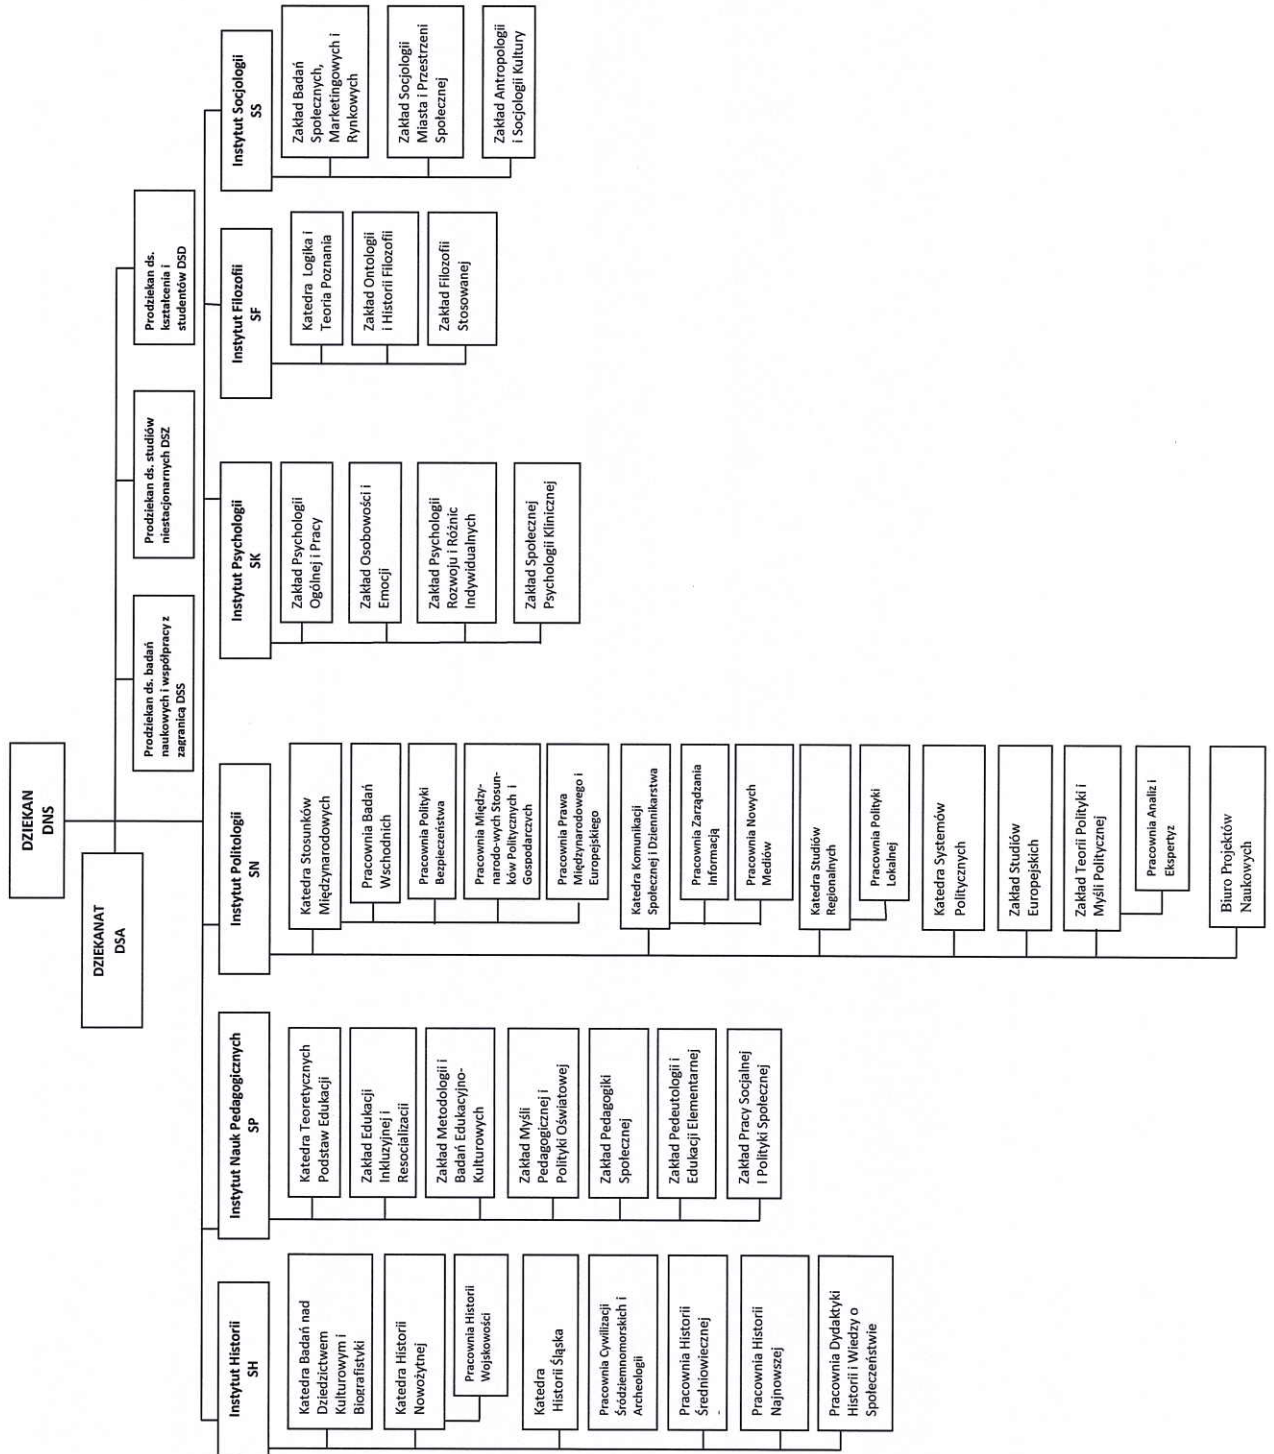 DZIEKAN
DNS
DZIEKANAT
DSA
Prodziekan ds. badań
naukowych i współpracy z
zagranicą DSS
Prodziekan ds. studiów
niestacjonarnych DSZ
Prodziekan ds.
kształcenia i
studentów DSD
Instytut Historii
SH
Katedra Badań nad
Dziedzictwem
Kulturowym i
Biografistyki
Katedra Historii
Nowożytnej
Pracownia Historii
Wojskowości
Katedra
Historii Śląska
Pracownia Cywilizacji
Śródziemnomorskich i
Archeologii
Pracownia Historii
Średniowiecznej
-
Pracownia Historii
Najnowszej
Pracownia Dydaktyki
Historii i Wiedzy o
Społeczeństwie
Instytut Nauk Pedagogicznych
SP
Katedra Teoretycznych
Podstaw Edukacji
Zakład Edukacji
Inkluzyjnej i
Resocializacii
Zakład Metodologii i
Badań Edukacyjno-
Kulturowych
Zakład Myśli
Pedagogicznej i
Polityki Oświatowej
Zakład Pedagogiki
Społecznej
Zakład Pedeutologii i
Edukacji Elementarnej
Zakład Pracy Socjalnej
I Polityki Społecznej
Instytut Politologii
SN
Katedra Stosunków
Międzynarodowych
Pracownia Badań
Wschodnich
Pracownia Polityki
Bezpieczeństwa
Pracownia Między-
narodo-wych Stosun-
ków Politycznych i
Gospodarczych
Pracownia Prawa
Międzynarodowego i
Europejskiego
Katedra Komunikacji
Społecznej i Dziennikarstwa
Pracownia Zarządzania
Informacją
Pracownia Nowych
Mediów
Katedra Studiów
Regionalnych
Pracownia Polityki
Lokalnej
Katedra Systemów
Politycznych
Zakład Studiów
Europejskich
Zakład Teorii Polityki i
Myśli Politycznej
Pracownia Analiz i
Ekspertyz
Biuro Projektów
Naukowych
Instytut Psychologii
SK
Zakład Psychologii
Ogólnej i Pracy
Zakład Osobowości i
Emocji
Zakład Psychologii
Rozwoju i Różnic
Indywidualnych
Zakład Społecznej
Psychologii Klinicznej
Instytut Filozofii
SF
Katedra Logika i
Teoria Poznania
Zakład Ontologii
i Historii Filozofii
Zakład Filozofii
Stosowanej
Instytut Socjologii
SS
Zakład Badań
Społecznych,
Marketingowych i
Rynkowych
Zakład Socjologii
Miasta i Przestrzeni
Społecznej
Zakład Antropologii
i Socjologii Kultury